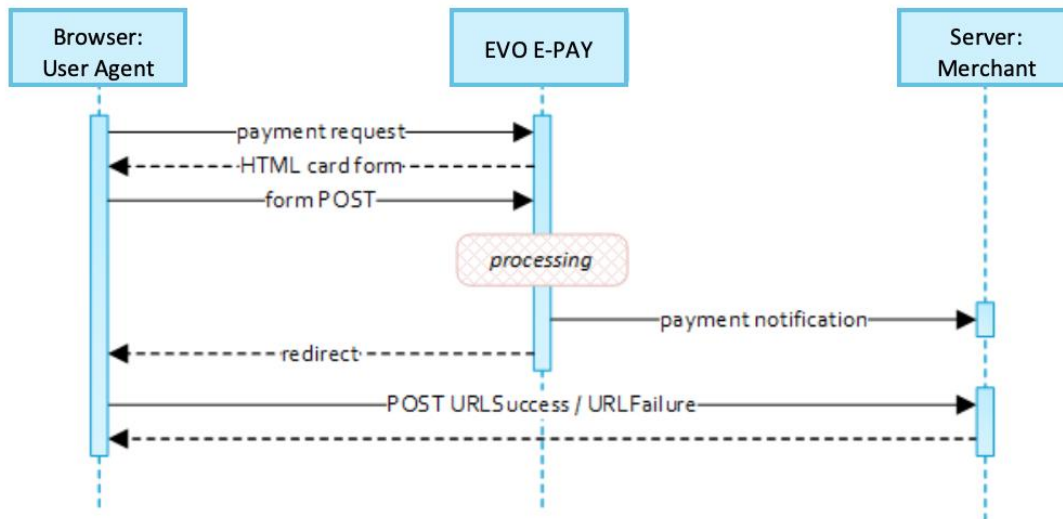 Browser:
User Agent
EVO E-PAY
Server:
Merchant
payment request
HTML card form
form POST
processing
payment notification
redirect
POST URLSuccess / URLFailure